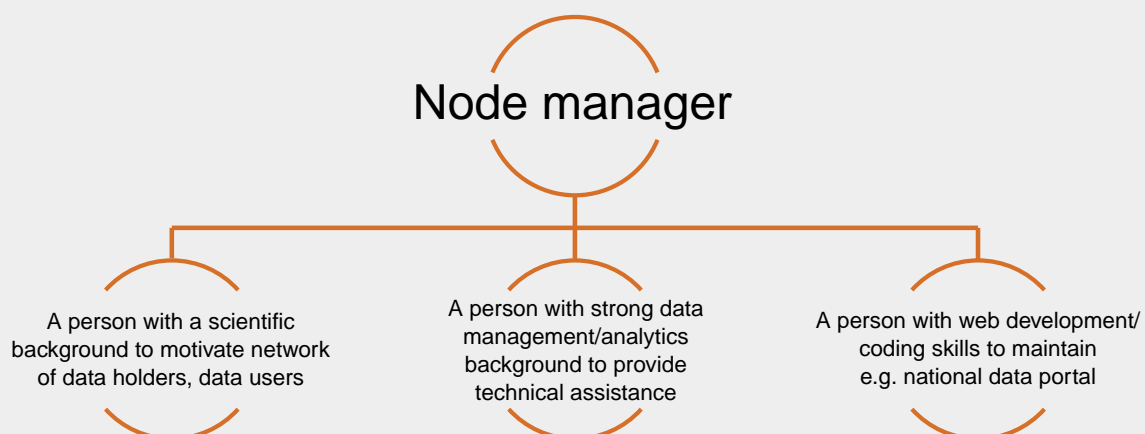 Node manager
A person with a scientific
background to motivate network
of data holders, data users
A person with strong data
management/analytics
background to provide
technical assistance
A person with web development/
coding skills to maintain
e.g. national data portal